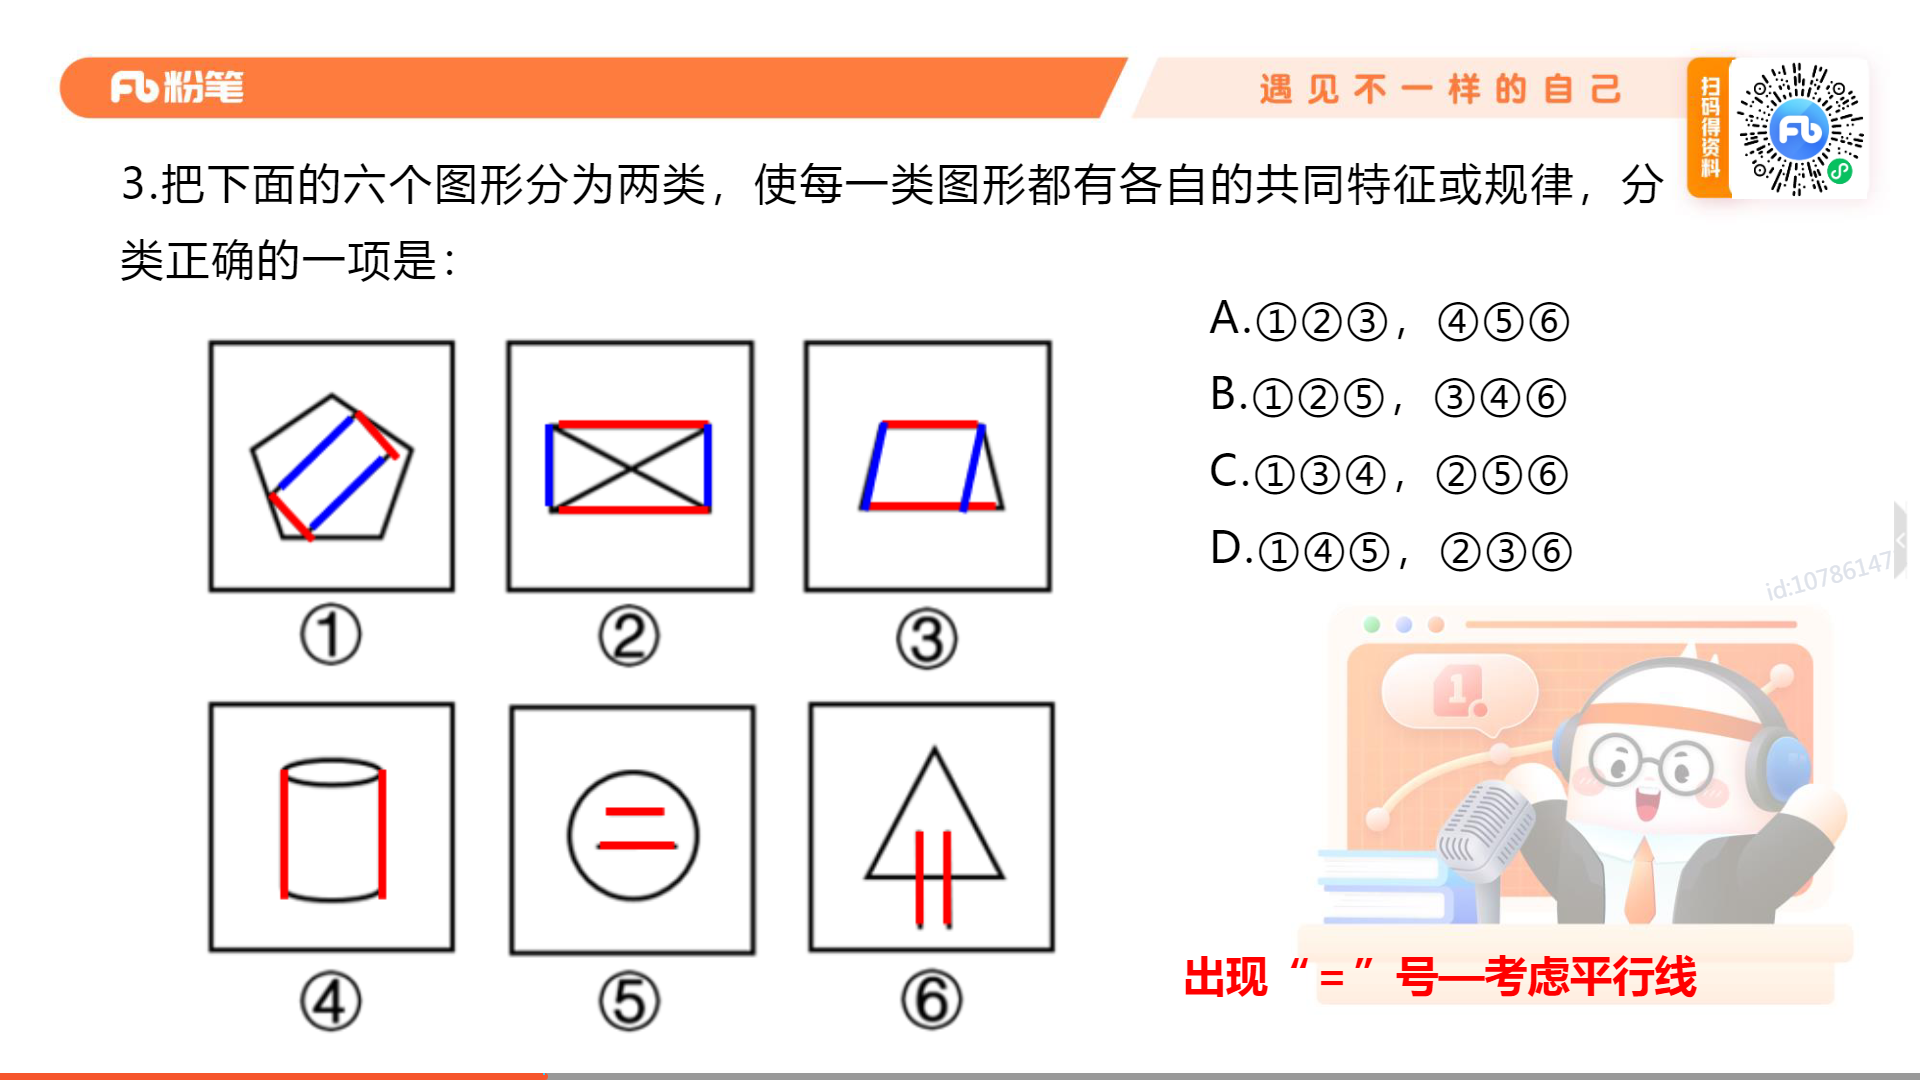 粉笔
遇见不一样的自己
扫码得资料
3.把下面的六个图形分为两类，使每一类图形都有各自的共同特征或规律，分
类正确的一项是：
A.①②③，④⑤⑥
B.①②⑤，③④⑥
C.①③④，②⑤⑥
D.①④⑤，②③⑥
① ② ③
④ ⑤ ⑥
id:10786147
1
出现“=”号—考虑平行线